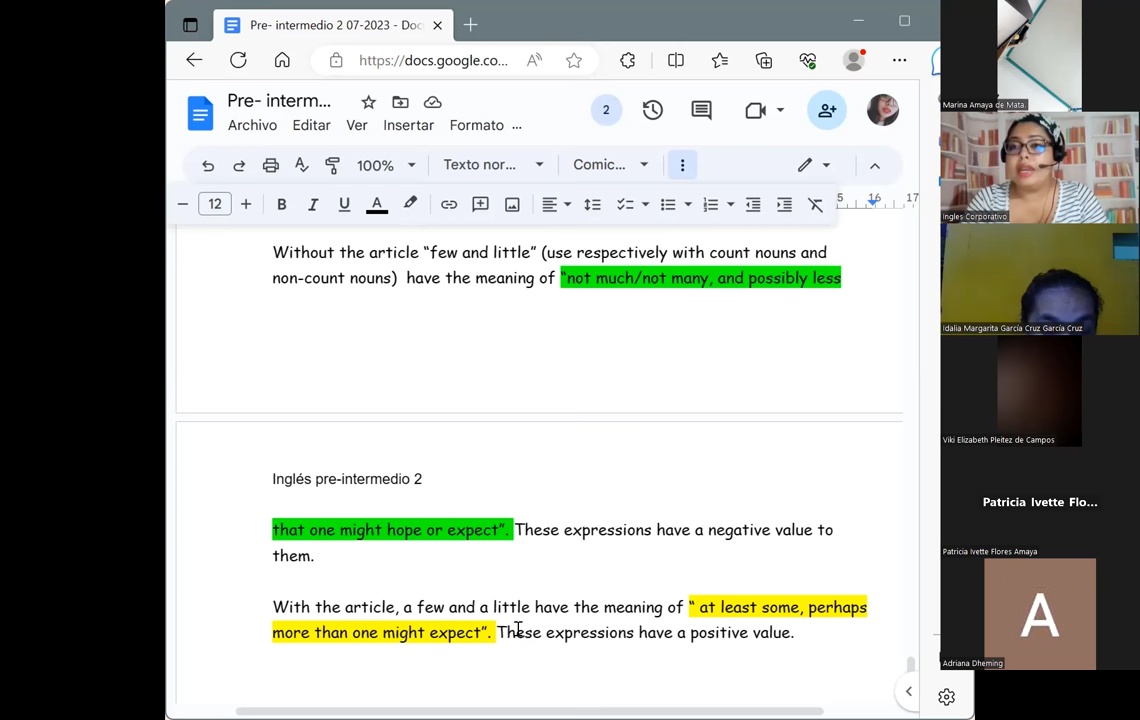 Pre- intermedio 2 07-2023 - Doc
https://docs.google.co...
Pre- interm...
Archivo Editar Ver Insertar Formato ...
2
100% Texto nor... Comic...
12
5 16 17
Without the article “few and little” (use respectively with count nouns and
non-count nouns) have the meaning of “not much/not many, and possibly less
Inglés pre-intermedio 2
that one might hope or expect”. These expressions have a negative value to
them.
With the article, a few and a little have the meaning of “ at least some, perhaps
more than one might expect”. These expressions have a positive value.
Marina Amaya de Mata.
Ingles Corporativo
Idalia Margarita García Cruz García Cruz
Viki Elizabeth Pleitez de Campos
Patricia Ivette Flo...
Patricia Ivette Flores Amaya
A
Adriana Dheming